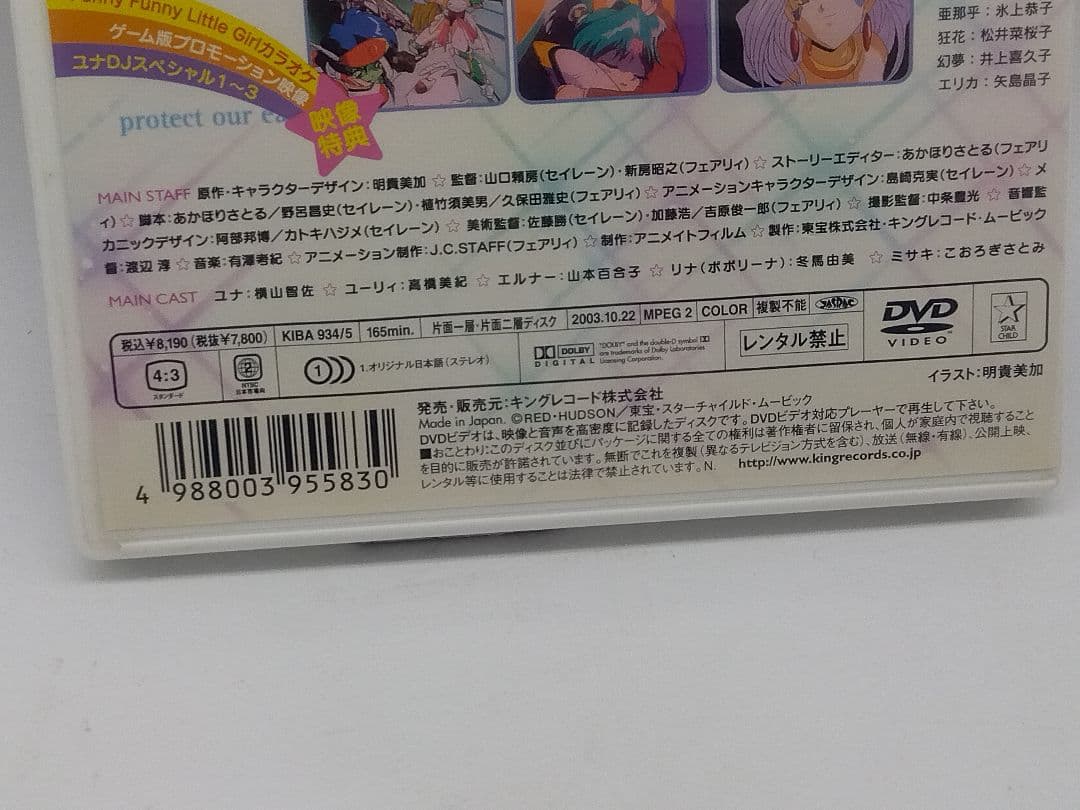 Funny Funny Little Girlカラオケ
ゲーム版プロモーション映像
ユナDJスペシャル1〜3
映像
特典
protect our
亜那乎：氷上恭子
狂花：松井菜桜子
幻夢：井上喜久子
エリカ：矢島晶子
MAIN STAFF 原作・キャラクターデザイン：明貴美加 ☆ 監督：山口頼房(セイレーン)・新房昭之(フェアリィ)☆ ストーリーエディター：あかほりさとる(フェアリ
ィ)☆ 脚本：あかほりさとる／野呂昌史(セイレーン)・植竹須美男／久保田雅史(フェアリィ)☆ アニメーションキャラクターデザイン：島崎克実(セイレーン)☆ メ
カニックデザイン：阿部邦博／カトキハジメ(セイレーン)☆ 美術監督：佐藤勝(セイレーン)・加藤浩／吉原俊一郎(フェアリィ)☆ 撮影監督：中条豊光 ☆ 音響監
督：渡辺 淳 ☆ 音楽：有澤孝紀 ☆ アニメーション制作：J.C.STAFF(フェアリィ)☆ 制作：アニメイトフィルム ☆ 製作：東宝株式会社・キングレコード・ムービック
MAIN CAST ユナ：横山智佐 ☆ ユーリィ：高橋美紀 ☆ エルナー：山本百合子 ☆ リナ(ポポリーナ)：冬馬由美 ☆ ミサキ：こおろぎさとみ
税込¥8,190(税抜¥7,800) KIBA 934/5 165min. 片面一層・片面二層ディスク 2003.10.22 MPEG 2 COLOR 複製不能
4:3
スタンダード
2
NTSC
日本市場向
1 1.オリジナル日本語(ステレオ)
DOLBY
DIGITAL
"DOLBY" and the double-D symbol
are trademarks of Dolby Laboratories
Licensing Corporation.
レンタル禁止
DVD
VIDEO
STAR
CHILD
イラスト：明貴美加
発売・販売元：キングレコード株式会社
Made in Japan. ©RED・HUDSON／東宝・スターチャイルド・ムービック
DVDビデオは、映像と音声を高密度に記録したディスクです。DVDビデオ対応プレーヤーで再生して下さい。
■おことわり：このディスク並びにパッケージに関する全ての権利は著作権者に留保され、個人が家庭内で視聴すること
を目的に販売が許諾されています。無断でこれを複製(異なるテレビジョン方式を含む)、放送(無線・有線)、公開上映、
レンタル等に使用することは法律で禁止されています。N. http://www.kingrecords.co.jp
4 988003 955830